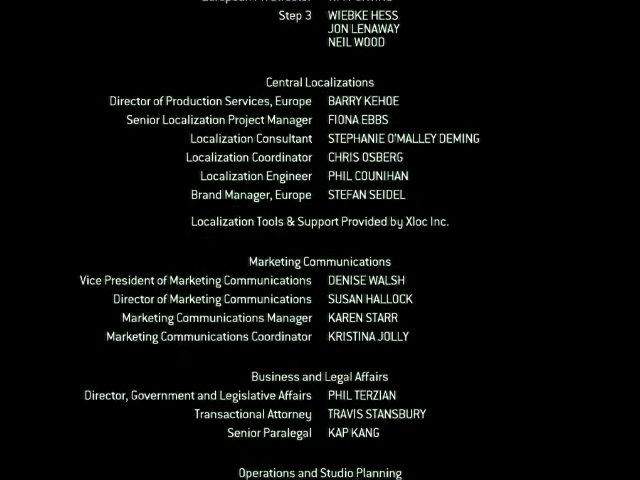 Step 3 WIEBKE HESS
JON LENAWAY
NEIL WOOD
Central Localizations
Director of Production Services, Europe BARRY KEHOE
Senior Localization Project Manager FIONA EBBS
Localization Consultant STEPHANIE O'MALLEY DEMING
Localization Coordinator CHRIS OSBERG
Localization Engineer PHIL COUNIHAN
Brand Manager, Europe STEFAN SEIDEL
Localization Tools & Support Provided by Xloc Inc.
Marketing Communications
Vice President of Marketing Communications DENISE WALSH
Director of Marketing Communications SUSAN HALLOCK
Marketing Communications Manager KAREN STARR
Marketing Communications Coordinator KRISTINA JOLLY
Business and Legal Affairs
Director, Government and Legislative Affairs PHIL TERZIAN
Transactional Attorney TRAVIS STANSBURY
Senior Paralegal KAP KANG
Operations and Studio Planning